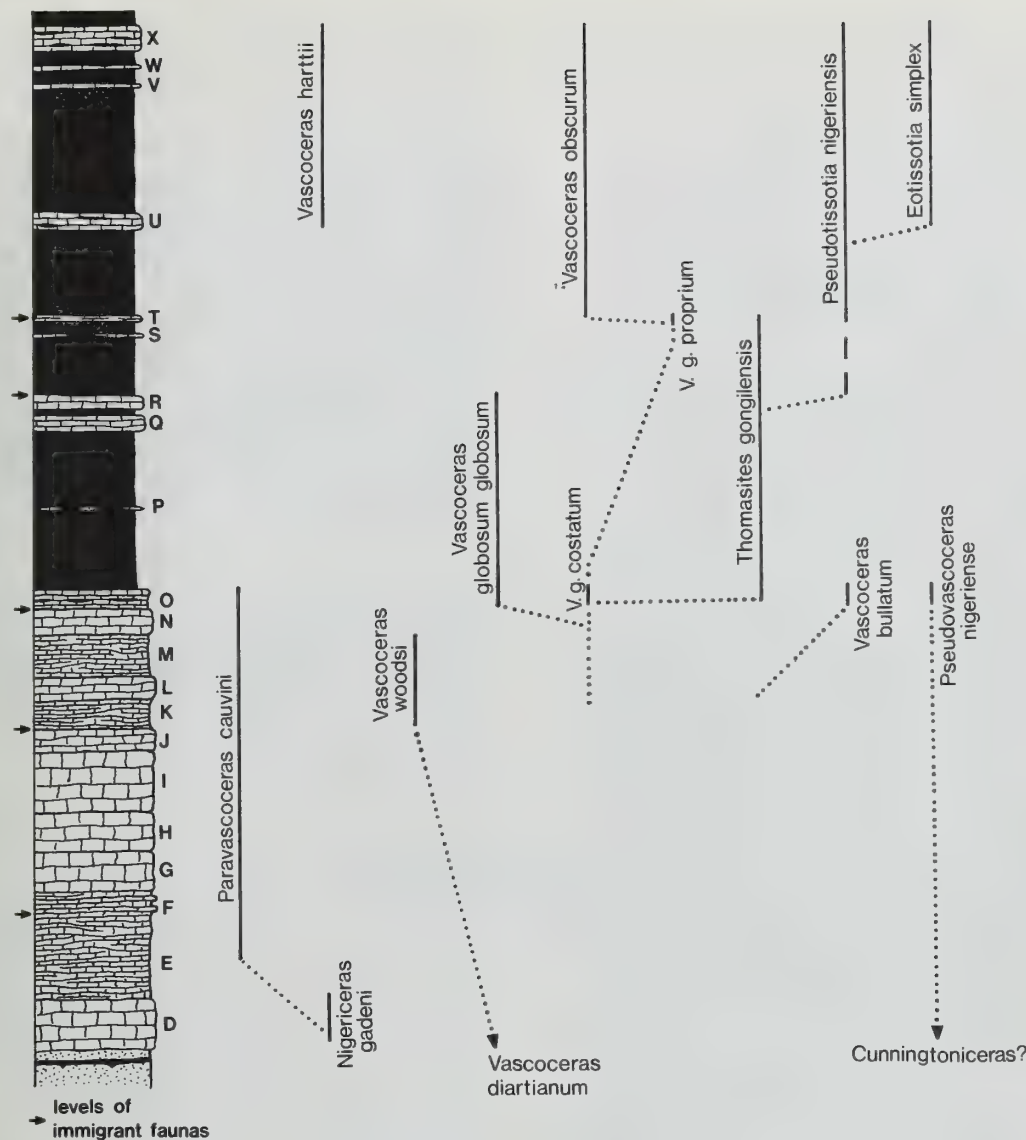 X
W
V
U
T
S
R
Q
P
O
N
M
L
K
J
I
H
G
F
E
D
Vascoceras harttii
"Vascoceras obscurum
Pseudotissotia nigeriensis
Eotissotia simplex
V. g. proprium
Vascoceras
globosum globosum
V. g. costatum
Thomasites gongilensis
Vascoceras
bullatum
Pseudovascoceras
nigeriense
Paravascoceras cauvini
Vascoceras
woodsi
Nigericeras
gadeni
Vascoceras
diartianum
Cunningtoniceras?
levels of
immigrant faunas